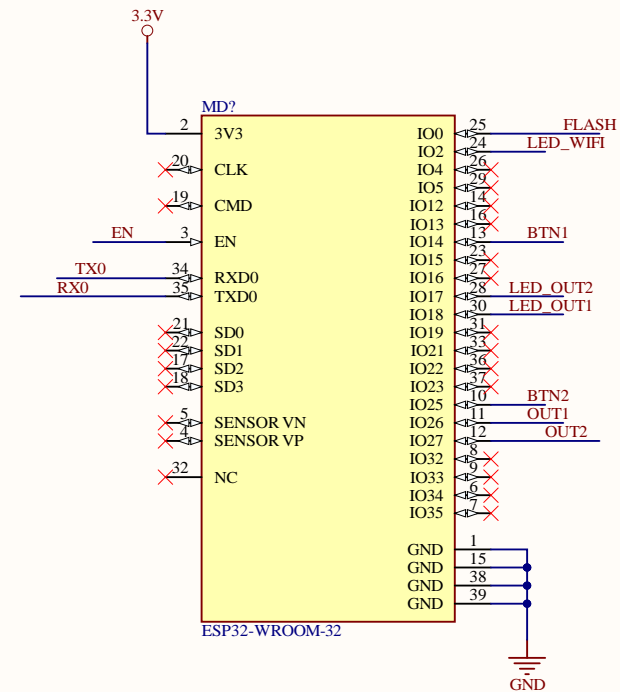 3.3V
MD?
2 3V3 IO0 25 FLASH
IO2 24 LED_WIFI
20 CLK IO4 26
IO5 29
19 CMD IO12 14
IO13 16
EN 3 EN IO14 13 BTN1
IO15 23
TX0 34 RXD0 IO16 27
RX0 35 TXD0 IO17 28 LED_OUT2
IO18 30 LED_OUT1
21 SD0 IO19 31
22 SD1 IO21 33
17 SD2 IO22 36
18 SD3 IO23 37
IO25 10 BTN2
5 SENSOR VN IO26 11 OUT1
4 SENSOR VP IO27 12 OUT2
IO32 8
32 NC IO33 9
IO34 6
IO35 7
GND 1
GND 15
GND 38
GND 39
ESP32-WROOM-32
GND